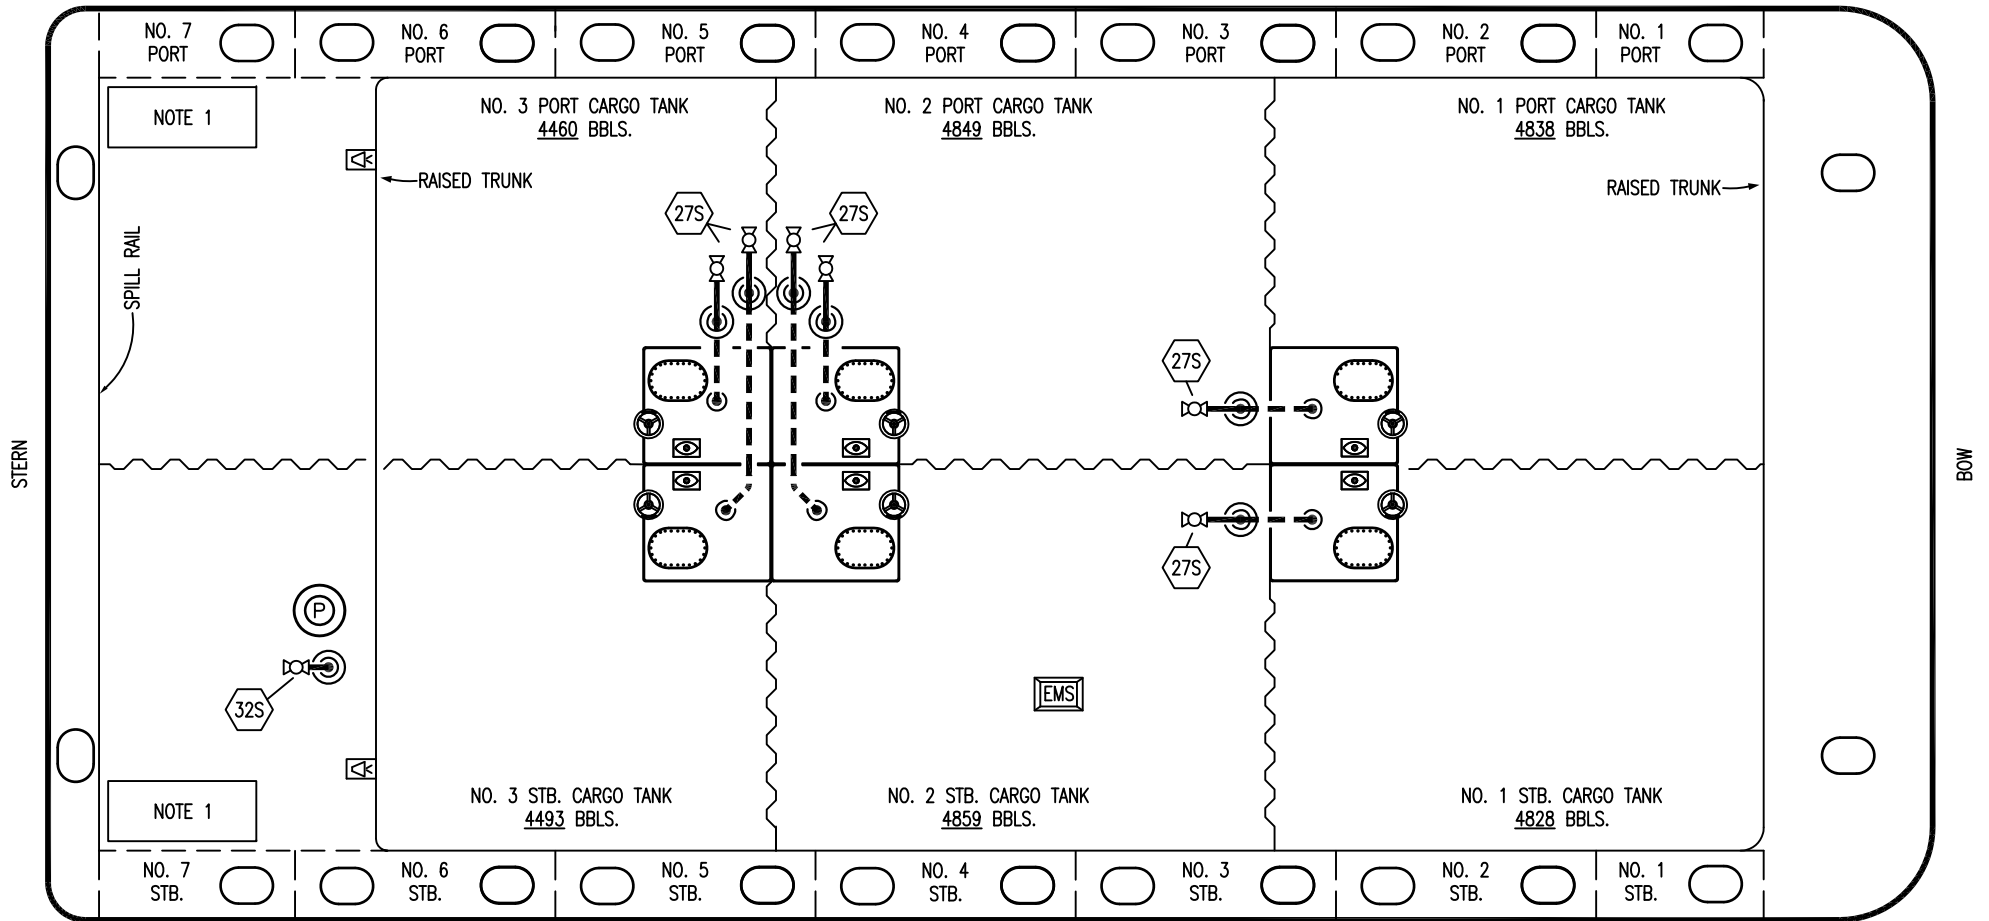 NO. 7
PORT
NO. 6
PORT
NO. 5
PORT
NO. 4
PORT
NO. 3
PORT
NO. 2
PORT
NO. 1
PORT
NOTE 1
NO. 3 PORT CARGO TANK
4460 BBLS.
NO. 2 PORT CARGO TANK
4849 BBLS.
NO. 1 PORT CARGO TANK
4838 BBLS.
RAISED TRUNK
RAISED TRUNK
27S
27S
SPILL RAIL
27S
STERN
BOW
27S
P
32S
EMS
NOTE 1
NO. 3 STB. CARGO TANK
4493 BBLS.
NO. 2 STB. CARGO TANK
4859 BBLS.
NO. 1 STB. CARGO TANK
4828 BBLS.
NO. 7
STB.
NO. 6
STB.
NO. 5
STB.
NO. 4
STB.
NO. 3
STB.
NO. 2
STB.
NO. 1
STB.